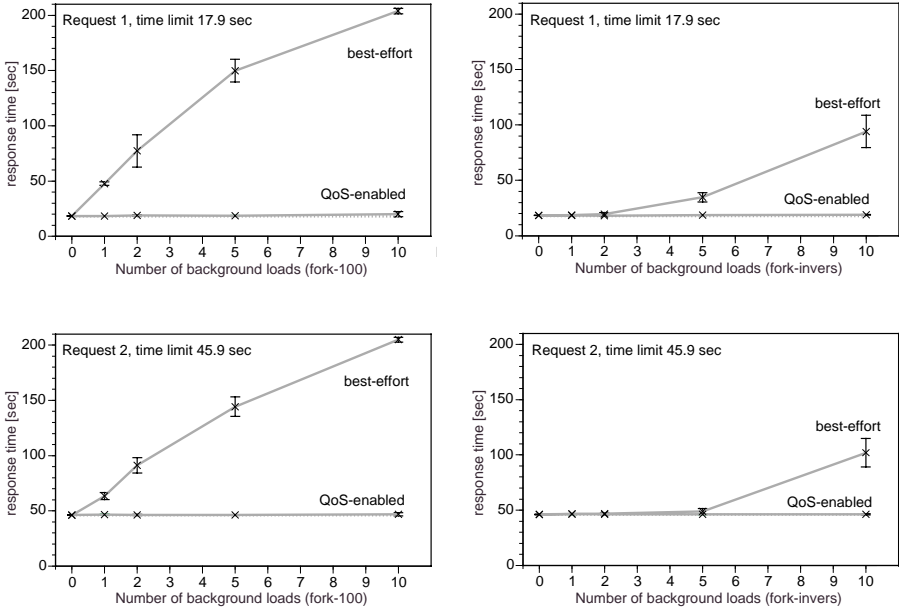 Request 1, time limit 17.9 sec
best-effort
QoS-enabled
response time [sec]
200
150
100
50
0
0 1 2 3 4 5 6 7 8 9 10
Number of background loads (fork-100)
Request 1, time limit 17.9 sec
best-effort
QoS-enabled
response time [sec]
200
150
100
50
0
0 1 2 3 4 5 6 7 8 9 10
Number of background loads (fork-invers)
Request 2, time limit 45.9 sec
best-effort
QoS-enabled
response time [sec]
200
150
100
50
0
0 1 2 3 4 5 6 7 8 9 10
Number of background loads (fork-100)
Request 2, time limit 45.9 sec
best-effort
QoS-enabled
response time [sec]
200
150
100
50
0
0 1 2 3 4 5 6 7 8 9 10
Number of background loads (fork-invers)